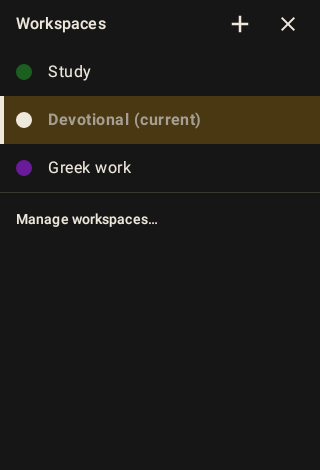 Workspaces
Study
Devotional (current)
Greek work
Manage workspaces…